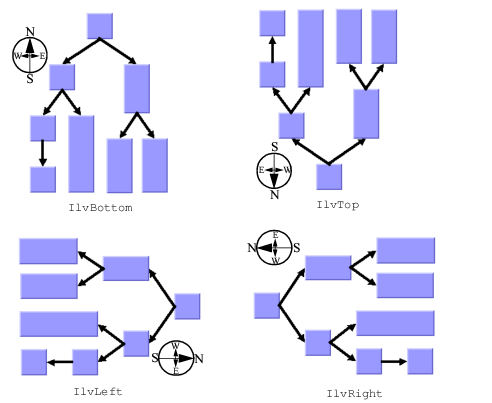 N
W E
S
IlvBottom
S
E W
N
IlvTop
W
S N
E
IlvLeft
E
N S
W
IlvRight